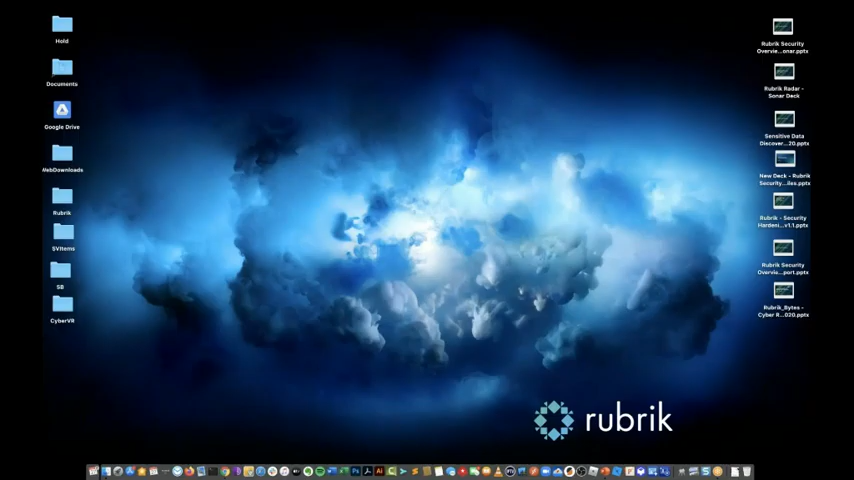 Hold
Documents
Google Drive
WebDownloads
Rubrik
SVItems
SB
CyberVR
Rubrik Security
Overvie...onar.pptx
Rubrik Radar -
Sonar Deck
Sensitive Data
Discover...20.pptx
New Deck - Rubrik
Security...iles.pptx
Rubrik - Security
Hardeni...v1.1.pptx
Rubrik Security
Overvie...port.pptx
Rubrik_Bytes -
Cyber R...020.pptx
rubrik